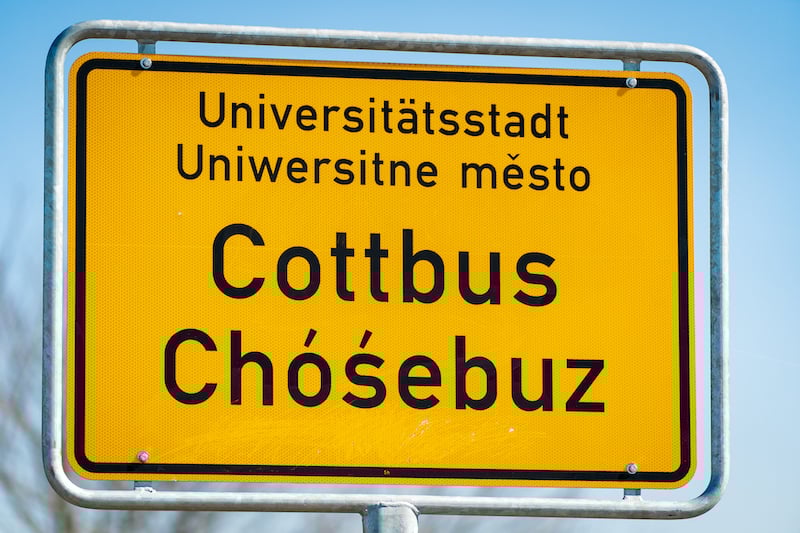 Universitätsstadt
Uniwersitne město
Cottbus
Chóśebuz